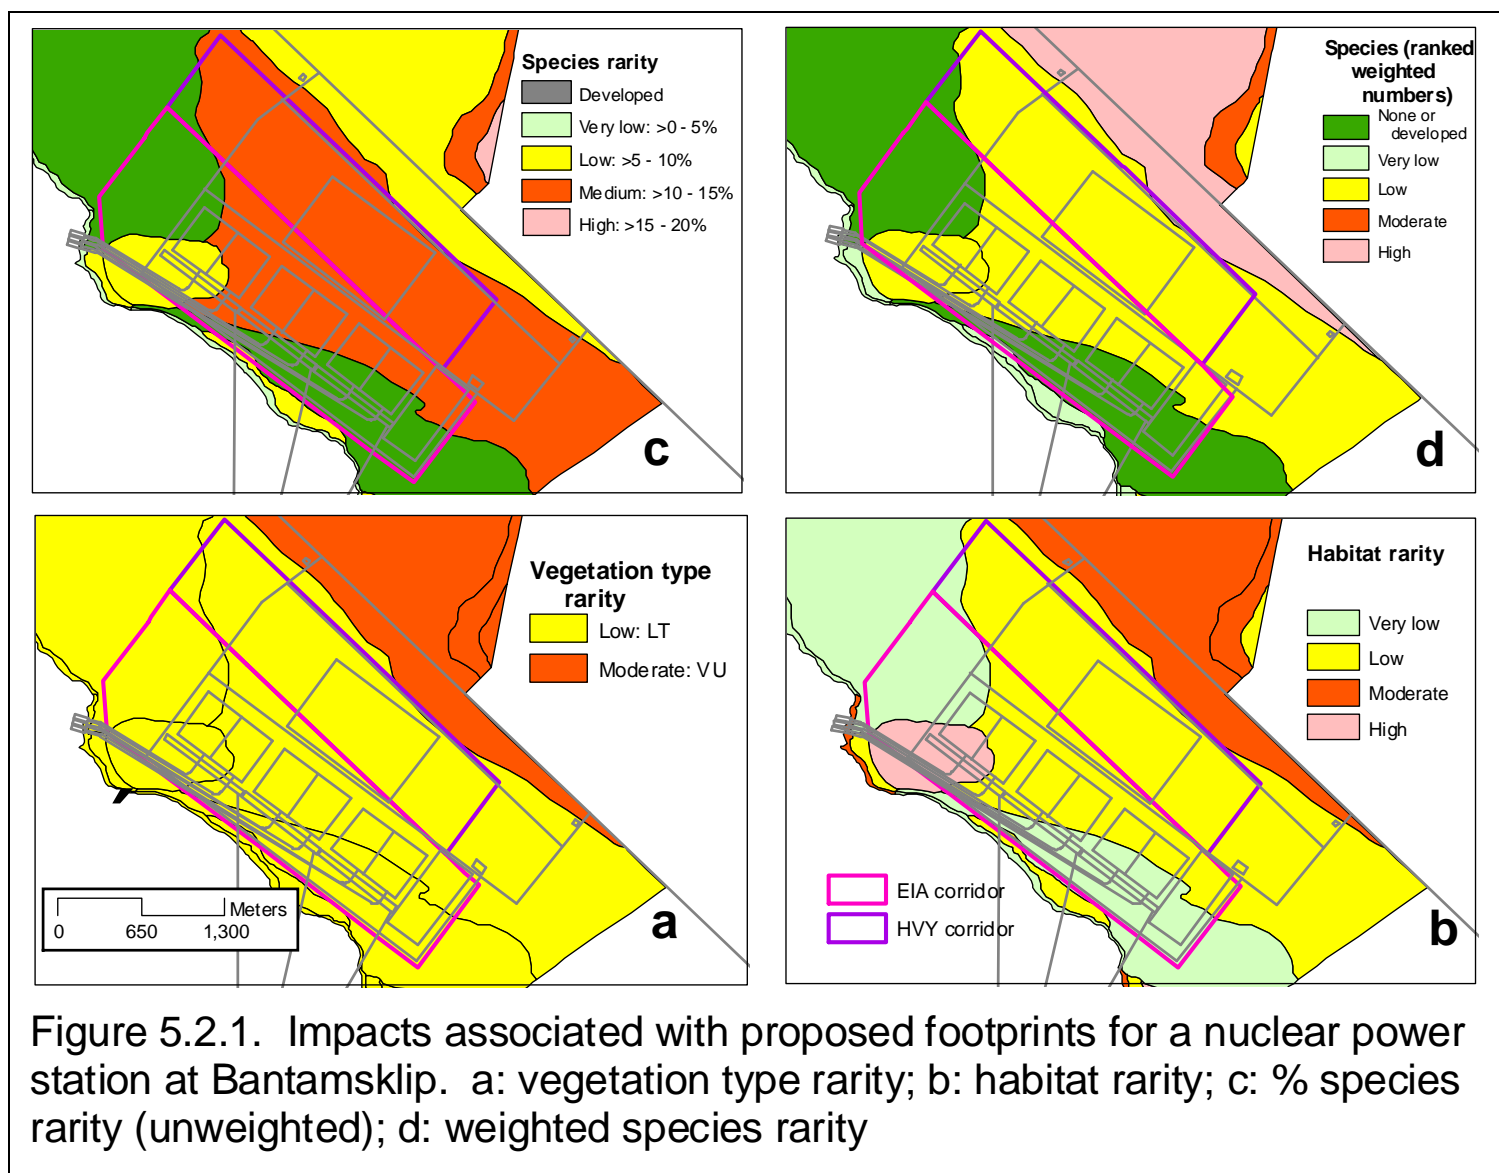 Species rarity
Developed
Very low: >0 - 5%
Low: >5 - 10%
Medium: >10 - 15%
High: >15 - 20%
c
Species (ranked
weighted
numbers)
None or
developed
Very low
Low
Moderate
High
d
Vegetation type
rarity
Low: LT
Moderate: VU
Meters
0 650 1,300
a
Habitat rarity
Very low
Low
Moderate
High
EIA corridor
HVY corridor
b
Figure 5.2.1. Impacts associated with proposed footprints for a nuclear power
station at Bantamsklip. a: vegetation type rarity; b: habitat rarity; c: % species
rarity (unweighted); d: weighted species rarity